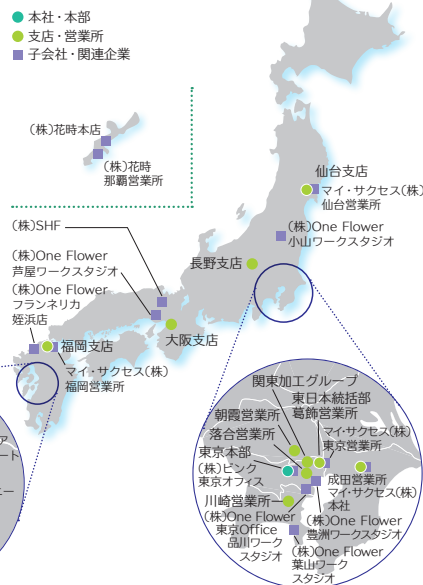 本社・本部
支店・営業所
子会社・関連企業
(株)花時本店
(株)花時
那覇営業所
仙台支店
マイ・サクセス(株)
仙台営業所
(株)One Flower
小山ワークスタジオ
長野支店
(株)SHF
(株)One Flower
芦屋ワークスタジオ
(株)One Flower
フランネリカ
姪浜店
福岡支店
大阪支店
マイ・サクセス(株)
福岡営業所
関東加工グループ
東日本統括部
葛飾営業所
朝霞営業所
落合営業所
マイ・サクセス(株)
東京営業所
東京本部
(株)ピンク
東京オフィス
成田営業所
マイ・サクセス(株)
本社
川崎営業所
(株)One Flower
東京Office
品川ワーク
スタジオ
(株)One Flower
豊洲ワークスタジオ
(株)One Flower
葉山ワーク
スタジオ